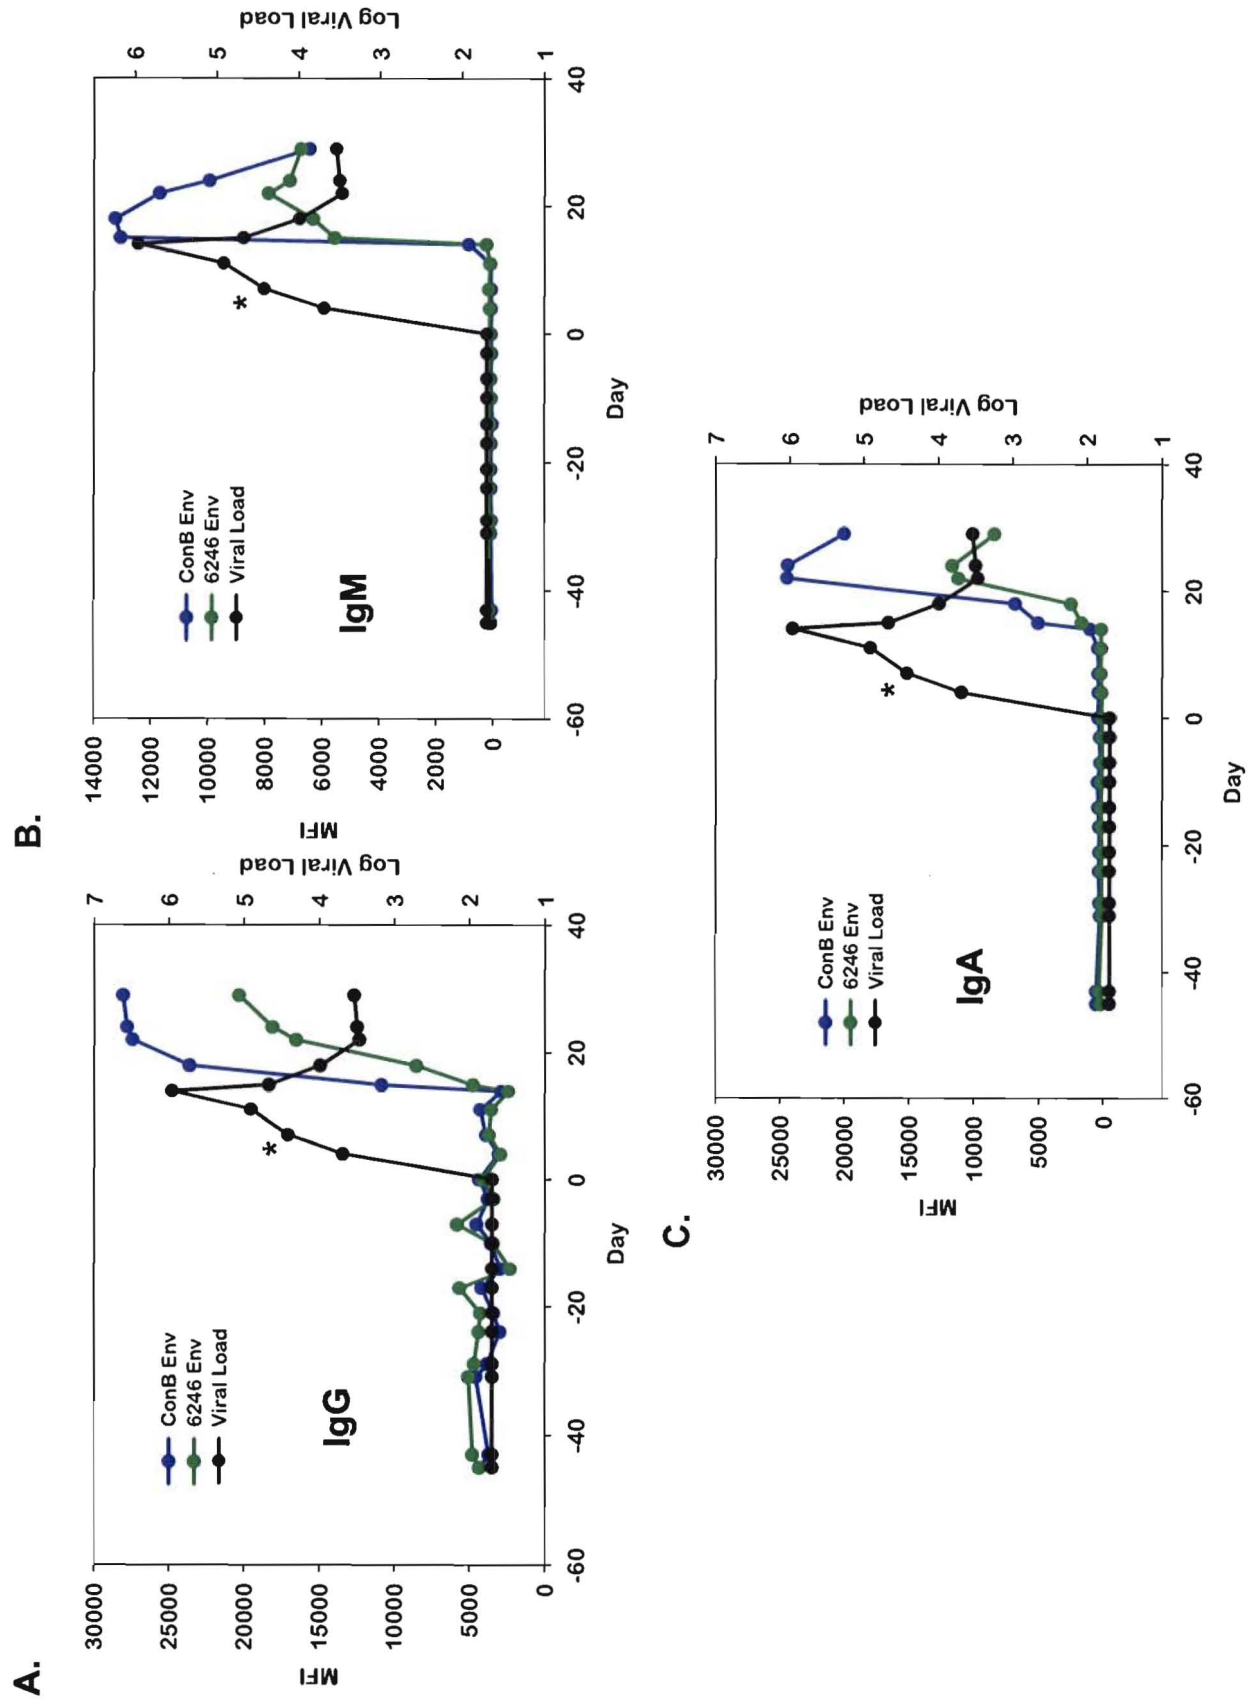 A.
30000
25000
20000
15000
10000
5000
0
MFI
ConB Env
6246 Env
Viral Load
IgG
*
-60
-40
-20
0
20
40
Day
7
6
5
4
3
2
1
Log Viral Load
B.
14000
12000
10000
8000
6000
4000
2000
0
MFI
ConB Env
6246 Env
Viral Load
IgM
*
-60
-40
-20
0
20
40
Day
6
5
4
3
2
1
Log Viral Load
C.
30000
25000
20000
15000
10000
5000
0
MFI
ConB Env
6246 Env
Viral Load
IgA
*
-60
-40
-20
0
20
40
Day
7
6
5
4
3
2
1
Log Viral Load